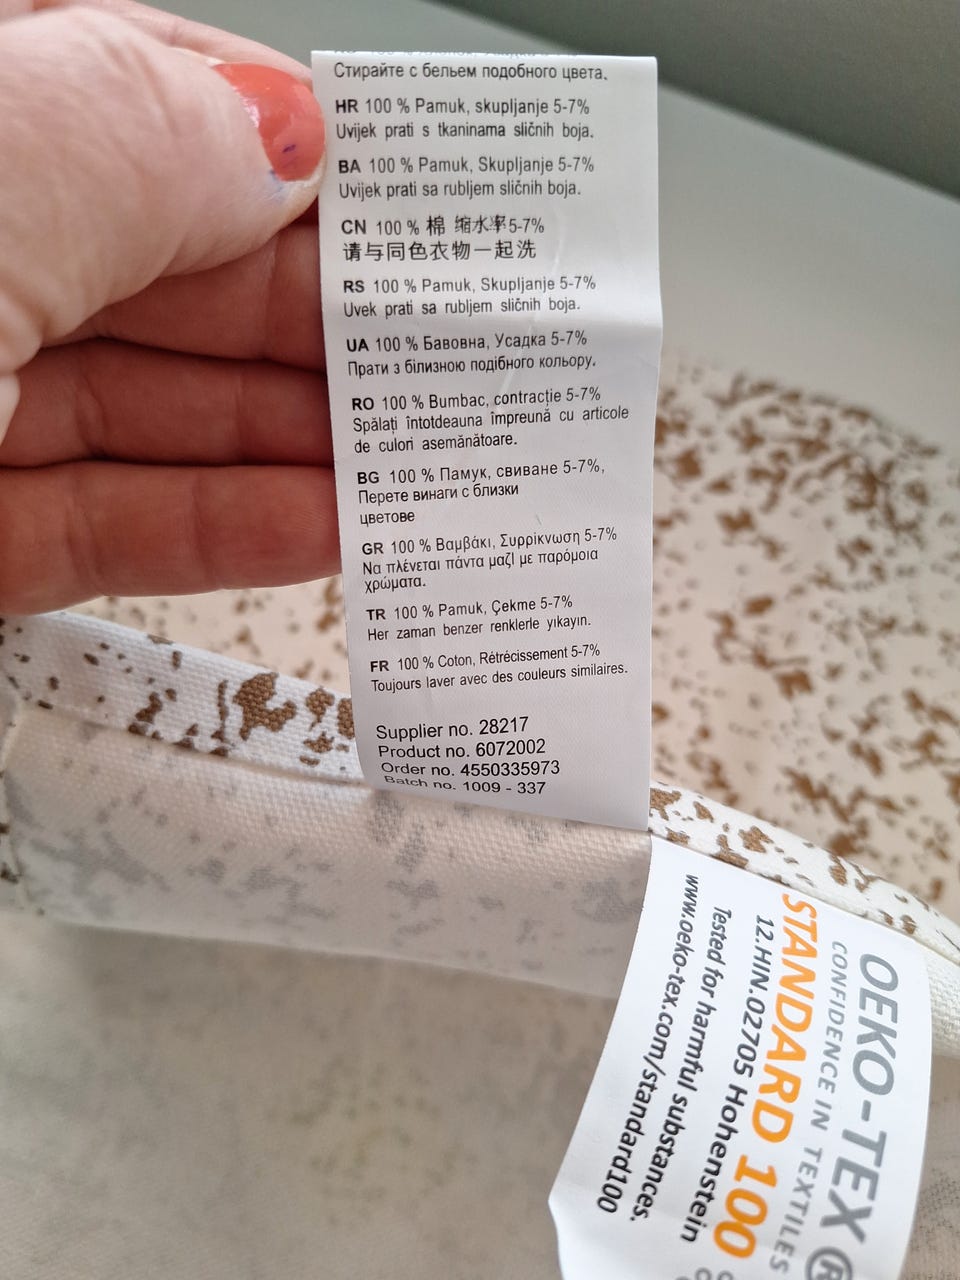 Стирайте с бельем подобного цвета.
HR 100 % Pamuk, skupljanje 5-7%
Uvijek prati s tkaninama sličnih boja.
BA 100 % Pamuk, Skupljanje 5-7%
Uvijek prati sa rubljem sličnih boja.
CN 100 % 棉 缩水率5-7%
请与同色衣物一起洗
RS 100 % Pamuk, Skupljanje 5-7%
Uvek prati sa rubljem sličnih boja.
UA 100 % Бавовна, Усадка 5-7%
Прати з білизною подібного кольору.
RO 100 % Bumbac, contracție 5-7%
Spălați întotdeauna împreună cu articole
de culori asemănătoare.
BG 100 % Памук, свиване 5-7%,
Перете винаги с близки
цветове
GR 100 % Βαμβάκι, Συρρίκνωση 5-7%
Να πλένεται πάντα μαζί με παρόμοια
χρώματα.
TR 100 % Pamuk, Çekme 5-7%
Her zaman benzer renklerle yıkayın.
FR 100 % Coton, Rétrécissement 5-7%
Toujours laver avec des couleurs similaires.
Supplier no. 28217
Product no. 6072002
Order no. 4550335973
Batch no. 1009 - 337
OEKO-TEX®
CONFIDENCE IN TEXTILES
STANDARD 100
12.HIN.02705 Hohenstein
Tested for harmful substances.
www.oeko-tex.com/standard100